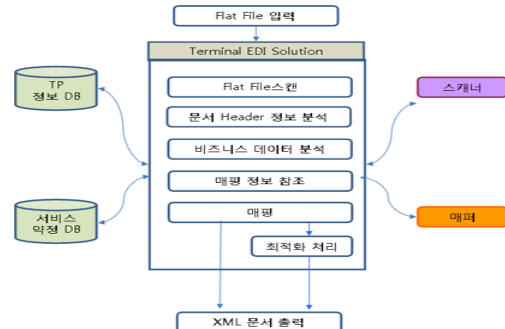 Flat File 입력
Terminal EDI Solution
TP
정보 DB
Flat File스캔
스캐너
문서 Header 정보 분석
비즈니스 데이터 분석
매핑 정보 참조
서비스
약정 DB
매핑
매퍼
최적화 처리
XML 문서 출력